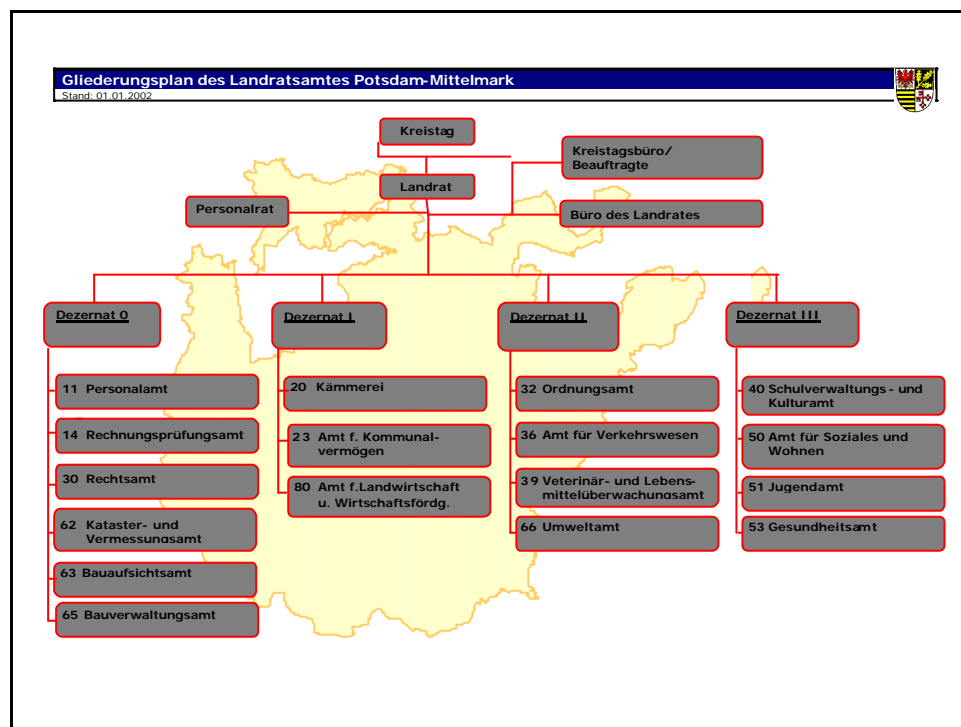 Gliederungsplan des Landratsamtes Potsdam-Mittelmark
Stand: 01.01.2002
Kreistag
Kreistagsbüro/
Beauftragte
Landrat
Personalrat
Büro des Landrates
Dezernat 0
11 Personalamt
14 Rechnungsprüfungsamt
30 Rechtsamt
62 Kataster- und
Vermessungsamt
63 Bauaufsichtsamt
65 Bauverwaltungsamt
Dezernat I
20 Kämmerei
23 Amt f. Kommunal-
vermögen
80 Amt f.Landwirtschaft
u. Wirtschaftsfördg.
Dezernat II
32 Ordnungsamt
36 Amt für Verkehrswesen
39 Veterinär- und Lebens-
mittelüberwachungsamt
66 Umweltamt
Dezernat III
40 Schulverwaltungs- und
Kulturamt
50 Amt für Soziales und
Wohnen
51 Jugendamt
53 Gesundheitsamt